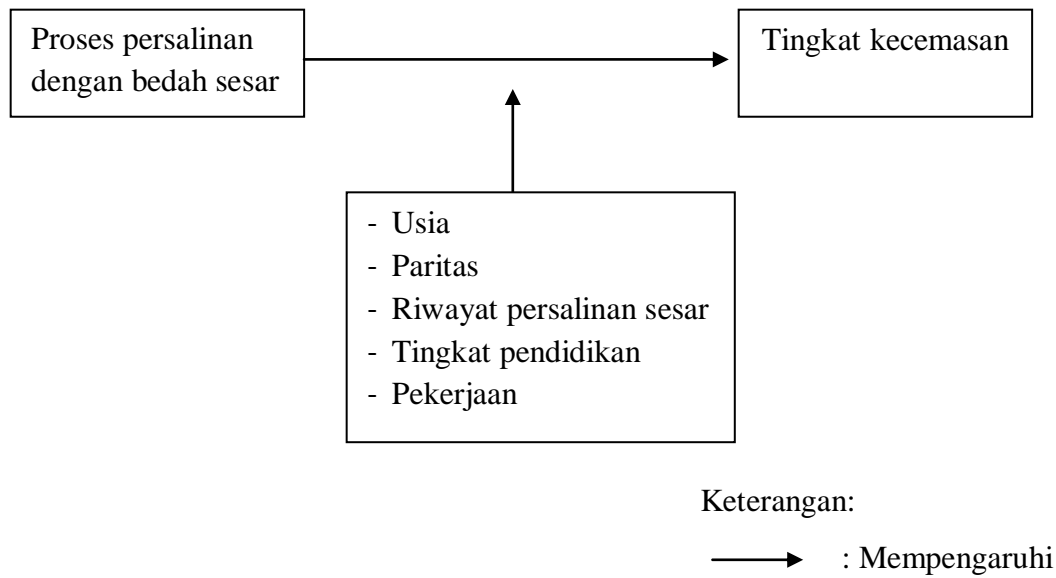 Proses persalinan
dengan bedah sesar
Tingkat kecemasan
- Usia
- Paritas
- Riwayat persalinan sesar
- Tingkat pendidikan
- Pekerjaan
Keterangan:
: Mempengaruhi